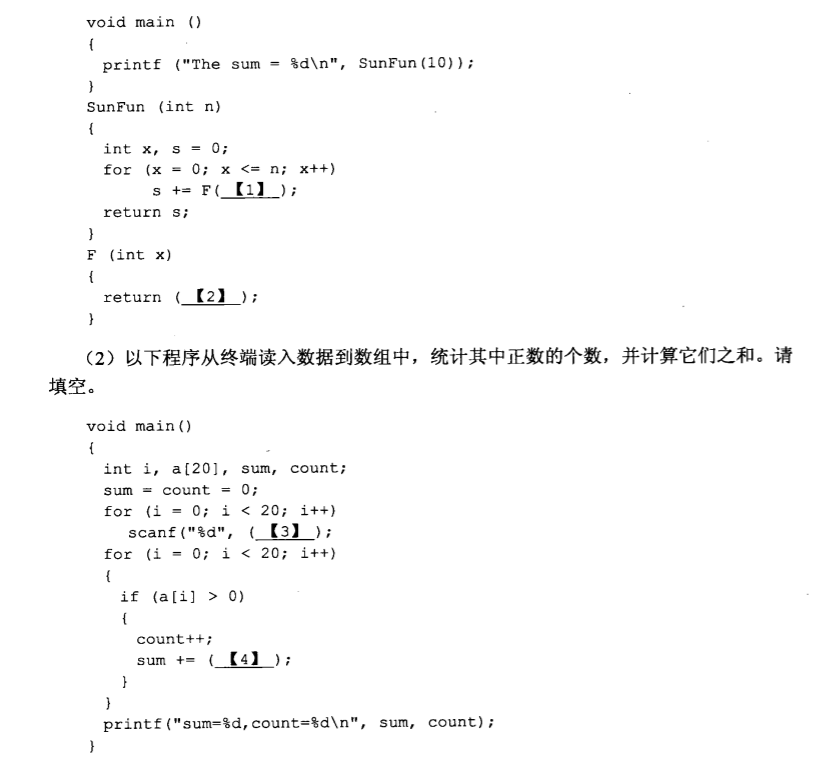 void main ()
{
printf ("The sum = %d\n", SunFun(10));
}
SunFun (int n)
{
int x, s = 0;
for (x = 0; x <= n; x++)
s += F(【1】);
return s;
}
F (int x)
{
return (【2】);
}
（2）以下程序从终端读入数据到数组中，统计其中正数的个数，并计算它们之和。请
填空。
void main()
{
int i, a[20], sum, count;
sum = count = 0;
for (i = 0; i < 20; i++)
scanf("%d", (【3】);
for (i = 0; i < 20; i++)
{
if (a[i] > 0)
{
count++;
sum += (【4】);
}
}
printf("sum=%d,count=%d\n", sum, count);
}